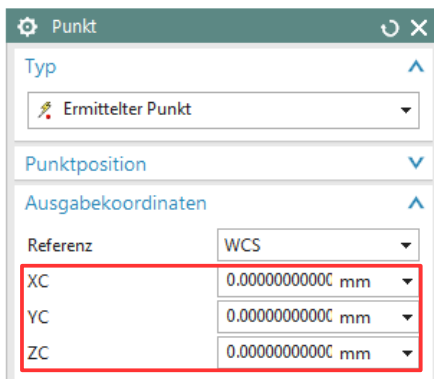 Punkt
Typ
Ermittelter Punkt
Punktposition
Ausgabekoordinaten
Referenz WCS
XC 0.00000000000 mm
YC 0.00000000000 mm
ZC 0.00000000000 mm